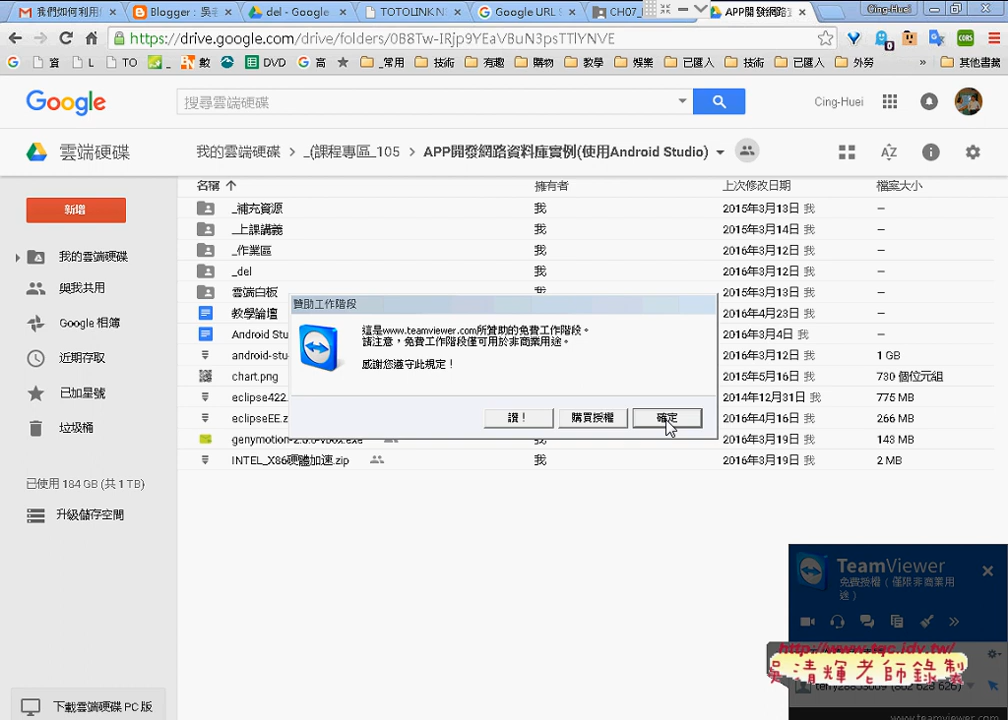 我們如何利用
Blogger : 吳老
del - Google
TOTOLINK N
Google URL S
CH07_
APP開發網路
Cing-Huei
https://drive.google.com/drive/folders/0B8Tw-IRjp9YEaVBuN3psTTlYNVE
資
L
TO
數
DVD
高
_常用
技術
有趣
購物
教學
娛樂
已匯入
技術
已匯入
外勞
»
其他書籤
Google
搜尋雲端硬碟
Cing-Huei
雲端硬碟
我的雲端硬碟 > _(課程專區_105 > APP開發網路資料庫實例(使用Android Studio)
新增
我的雲端硬碟
與我共用
Google 相簿
近期存取
已加星號
垃圾桶
已使用 184 GB (共 1 TB)
升級儲存空間
下載雲端硬碟 PC 版
名稱 ↑ 擁有者 上次修改日期 檔案大小
_補充資源 我 2015年3月13日 我 –
_上課講義 我 2015年3月14日 我 –
_作業區 我 2016年3月12日 我 –
_del 我 2016年3月12日 我 –
雲端白板 我 2015年3月13日 我 –
教學論壇 2016年4月23日 我 –
Android Stu 2016年3月4日 我 –
android-stu 2016年3月12日 我 1 GB
chart.png 2015年5月16日 我 730 個位元組
eclipse422. 2014年12月31日 我 775 MB
eclipseEE.z 2016年4月16日 我 266 MB
genymotion-2.6.0-vbox.exe 我 2016年3月19日 我 143 MB
INTEL_X86硬體加速.zip 我 2016年3月19日 我 2 MB
贊助工作階段
這是www.teamviewer.com所贊助的免費工作階段。
請注意，免費工作階段僅可用於非商業用途。
感謝您遵守此規定！
讚！
購買授權
確定
TeamViewer
免費授權（僅限非商業用
途）
http://www.tqc.idv.tw/
吳清輝老師錄製
www.teamviewer.com